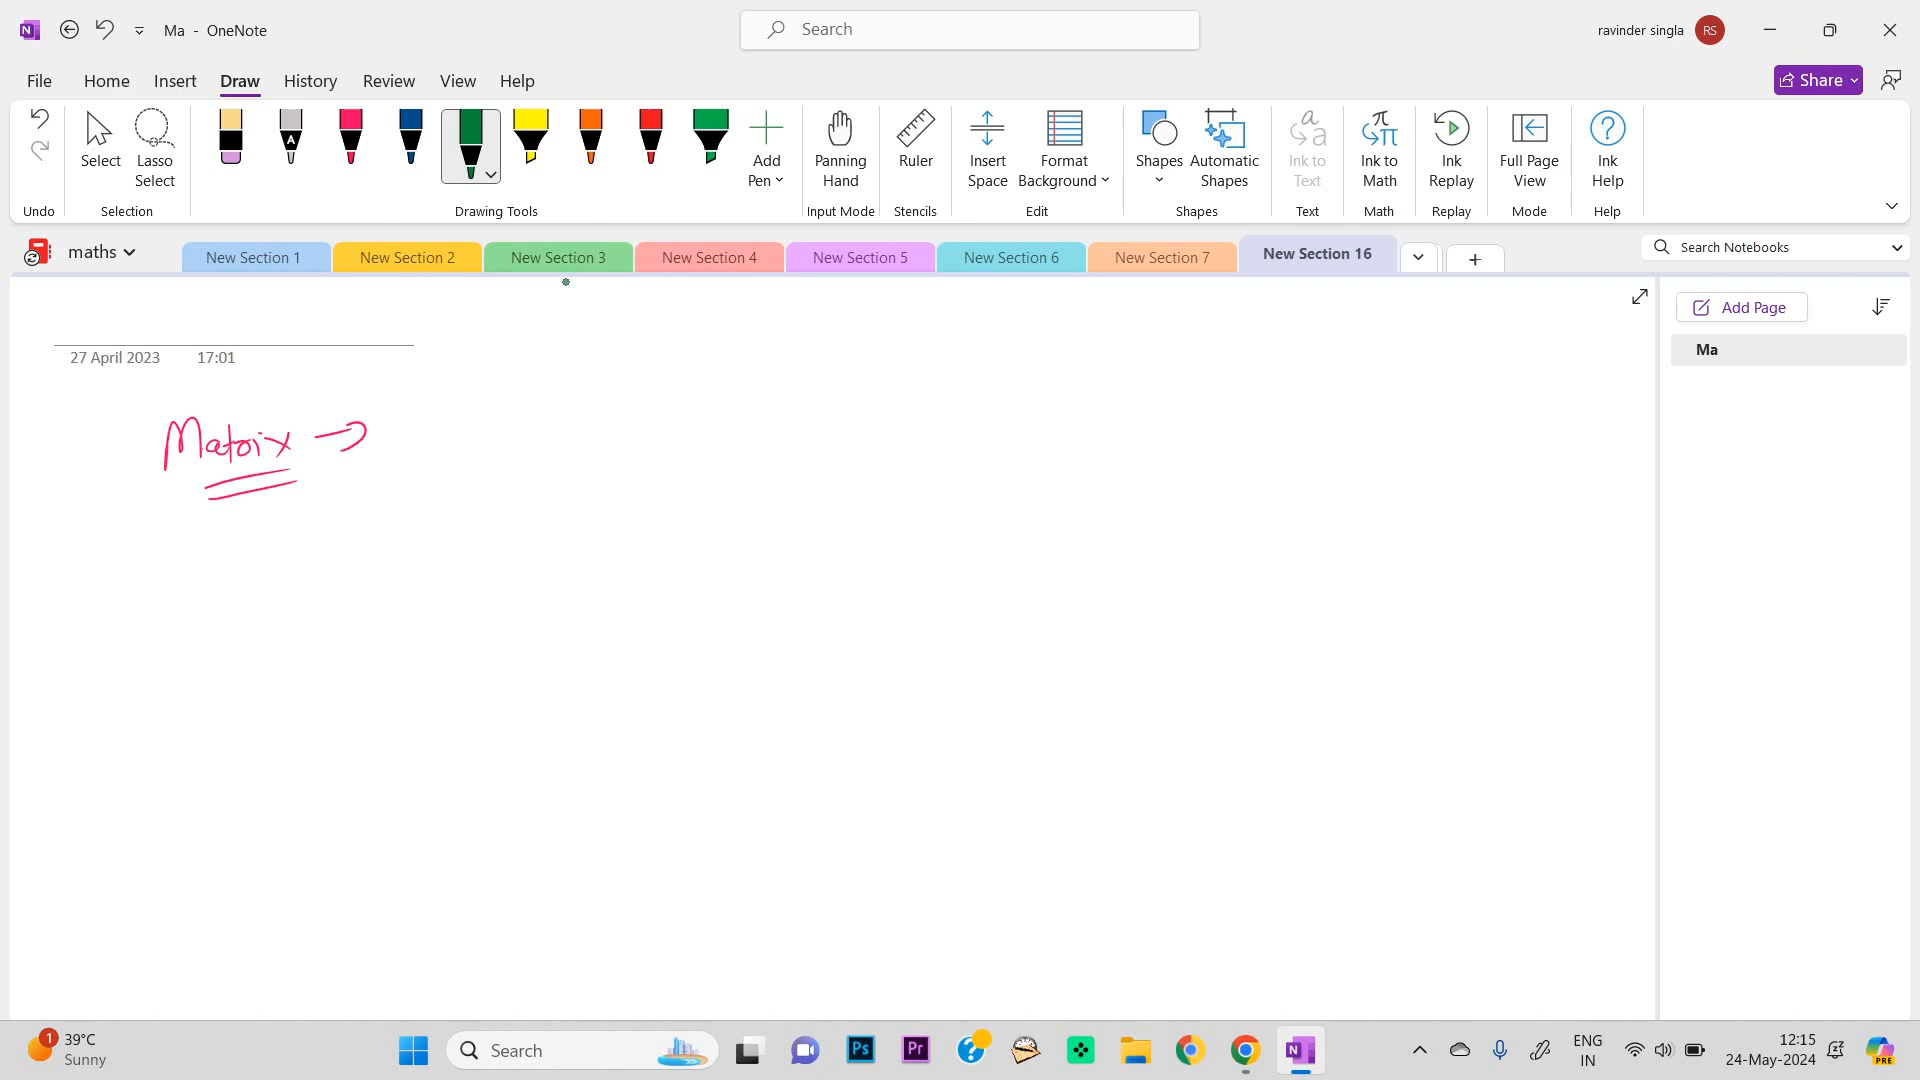 Ma - OneNote
Search
ravinder singla RS
File Home Insert Draw History Review View Help
Share
Select
Lasso Select
A
Add Pen
Panning Hand
Ruler
Insert Space
Format Background
Shapes
Automatic Shapes
Ink to Text
Ink to Math
Ink Replay
Full Page View
Ink Help
Undo Selection Drawing Tools Input Mode Stencils Edit Shapes Text Math Replay Mode Help
maths New Section 1 New Section 2 New Section 3 New Section 4 New Section 5 New Section 6 New Section 7 New Section 16 + Search Notebooks
Add Page
Ma
27 April 2023 17:01
Matrix →
1 39°C
Sunny
Search
Ps Pr
ENG
IN
12:15
24-May-2024
PRE